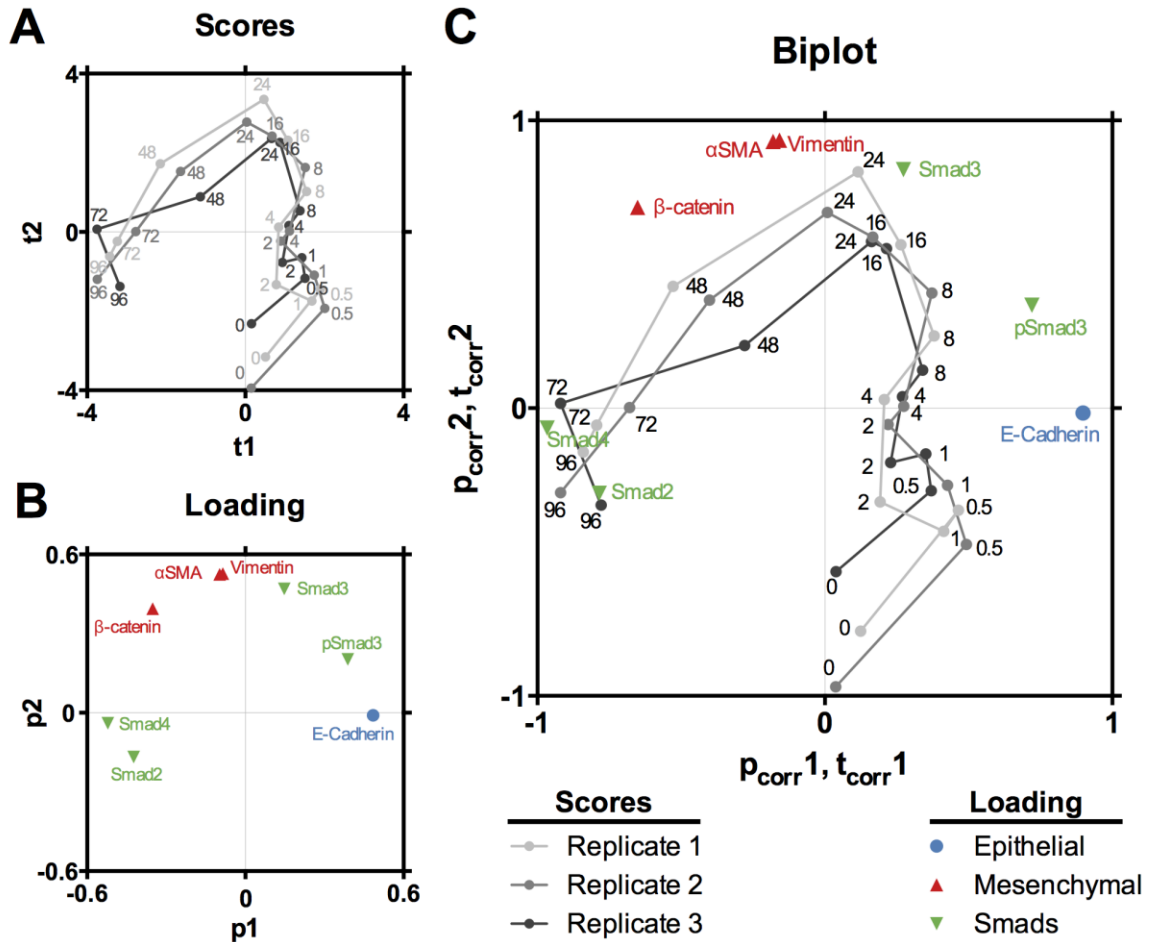 A
Scores
4
0
-4
t2
-4
0
4
t1
24
24
16
16
24
16
48
48
48
8
8
8
4
4
4
2
72
72
72
96
96
96
1
2
1
0.5
0.5
2
1
0.5
0
0
0
B
Loading
0.6
0
-0.6
p2
-0.6
0
0.6
p1
αSMA
Vimentin
Smad3
β-catenin
pSmad3
Smad4
E-Cadherin
Smad2
C
Biplot
1
0
-1
pcorr2, tcorr2
-1
0
1
pcorr1, tcorr1
αSMA
Vimentin
24
Smad3
β-catenin
24
16
24
16
16
48
48
8
pSmad3
48
8
8
72
4
4
4
72
72
2
E-Cadherin
Smad4
96
2
1
Smad2
0.5
1
96
96
2
0.5
1
0.5
0
0
0
Scores
Replicate 1
Replicate 2
Replicate 3
Loading
Epithelial
Mesenchymal
Smads